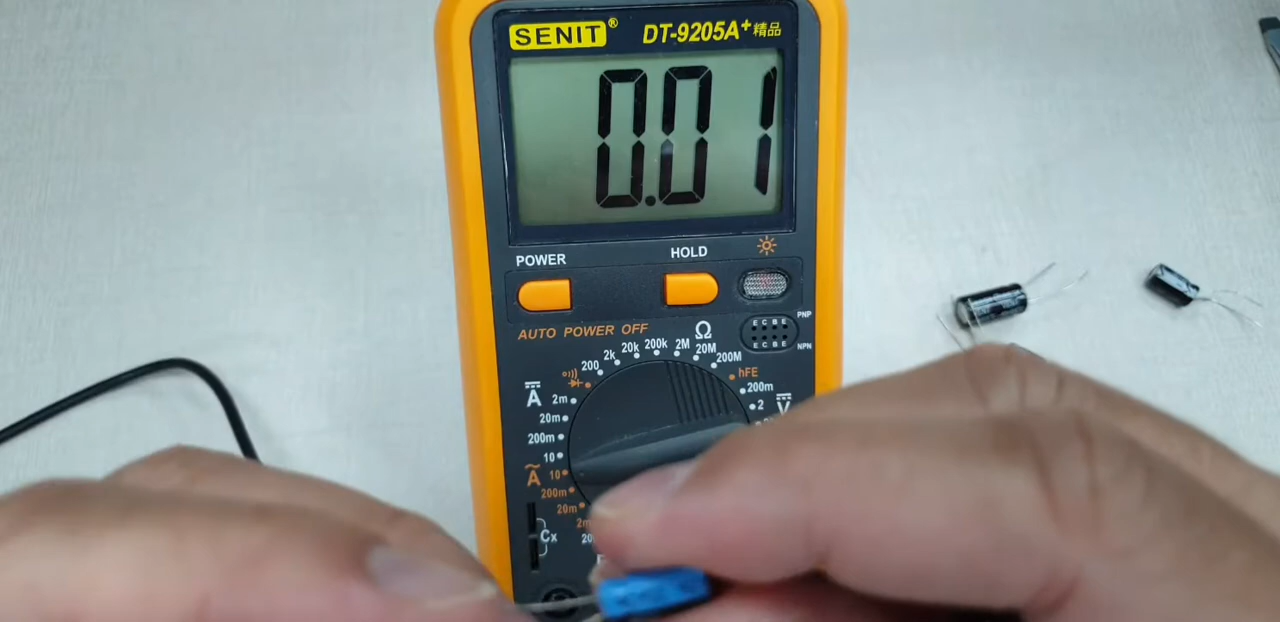 SENIT®
DT-9205A+精品
0.01
POWER
HOLD
AUTO POWER OFF
Ω
PNP
E C B E
E C B E
NPN
200
2k
20k
200k
2M
20M
200M
hFE
200m
2
V
A
2m
20m
200m
10
A
10
200m
20m
2m
20
Cx